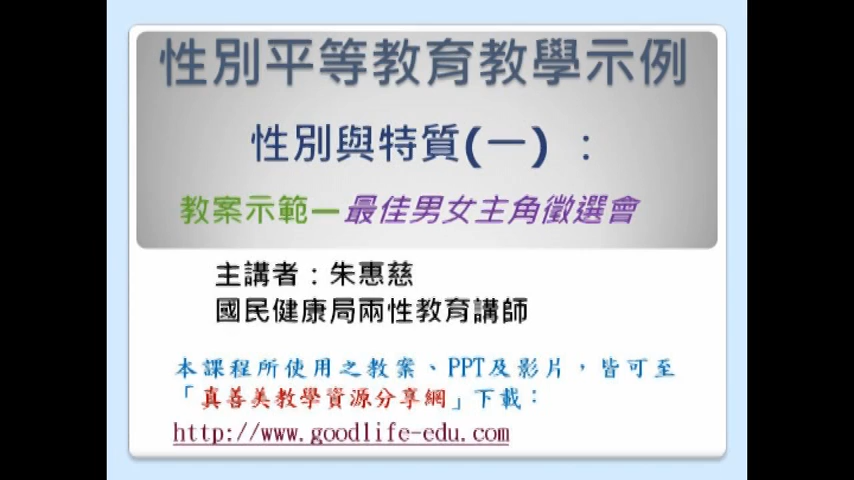 性別平等教育教學示例
性別與特質(一) ：
教案示範—最佳男女主角徵選會
主講者：朱惠慈
國民健康局兩性教育講師
本課程所使用之教案、PPT及影片，皆可至
「真善美教學資源分享網」下載：
http://www.goodlife-edu.com